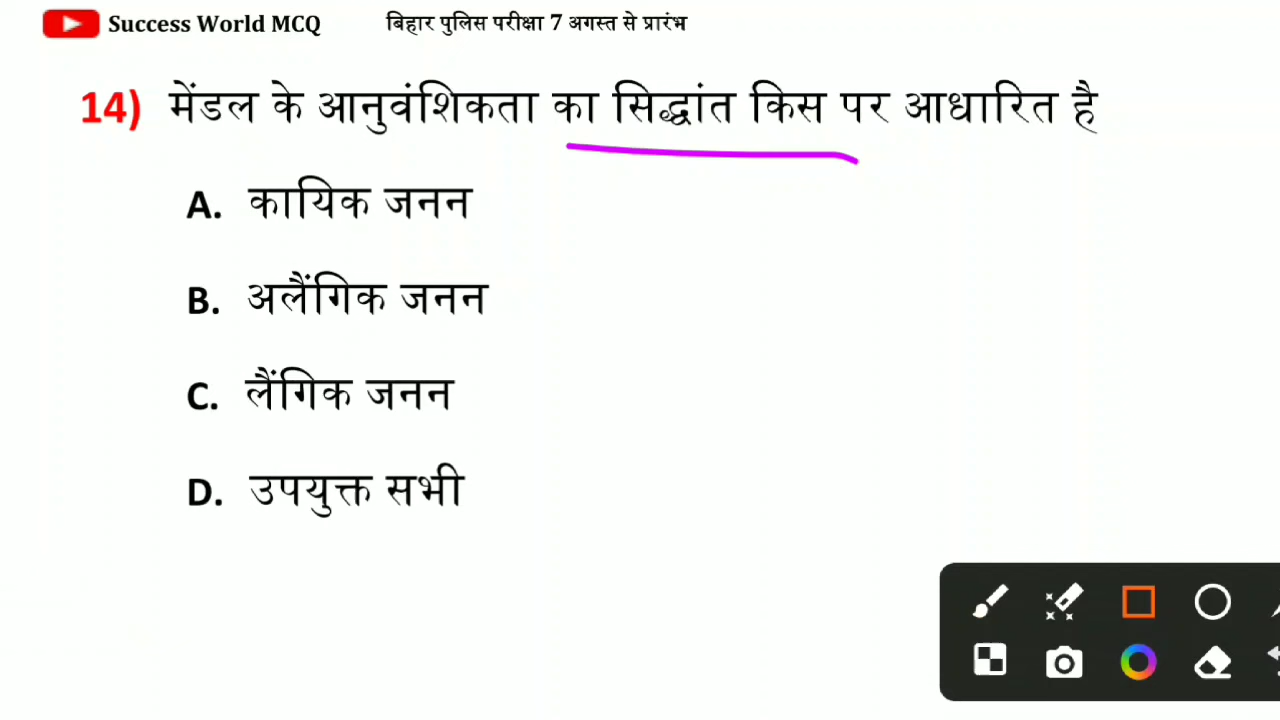 Success World MCQ बिहार पुलिस परीक्षा 7 अगस्त से प्रारंभ
14) मेंडल के आनुवंशिकता का सिद्धांत किस पर आधारित है
A. कायिक जनन
B. अलैंगिक जनन
C. लैंगिक जनन
D. उपयुक्त सभी